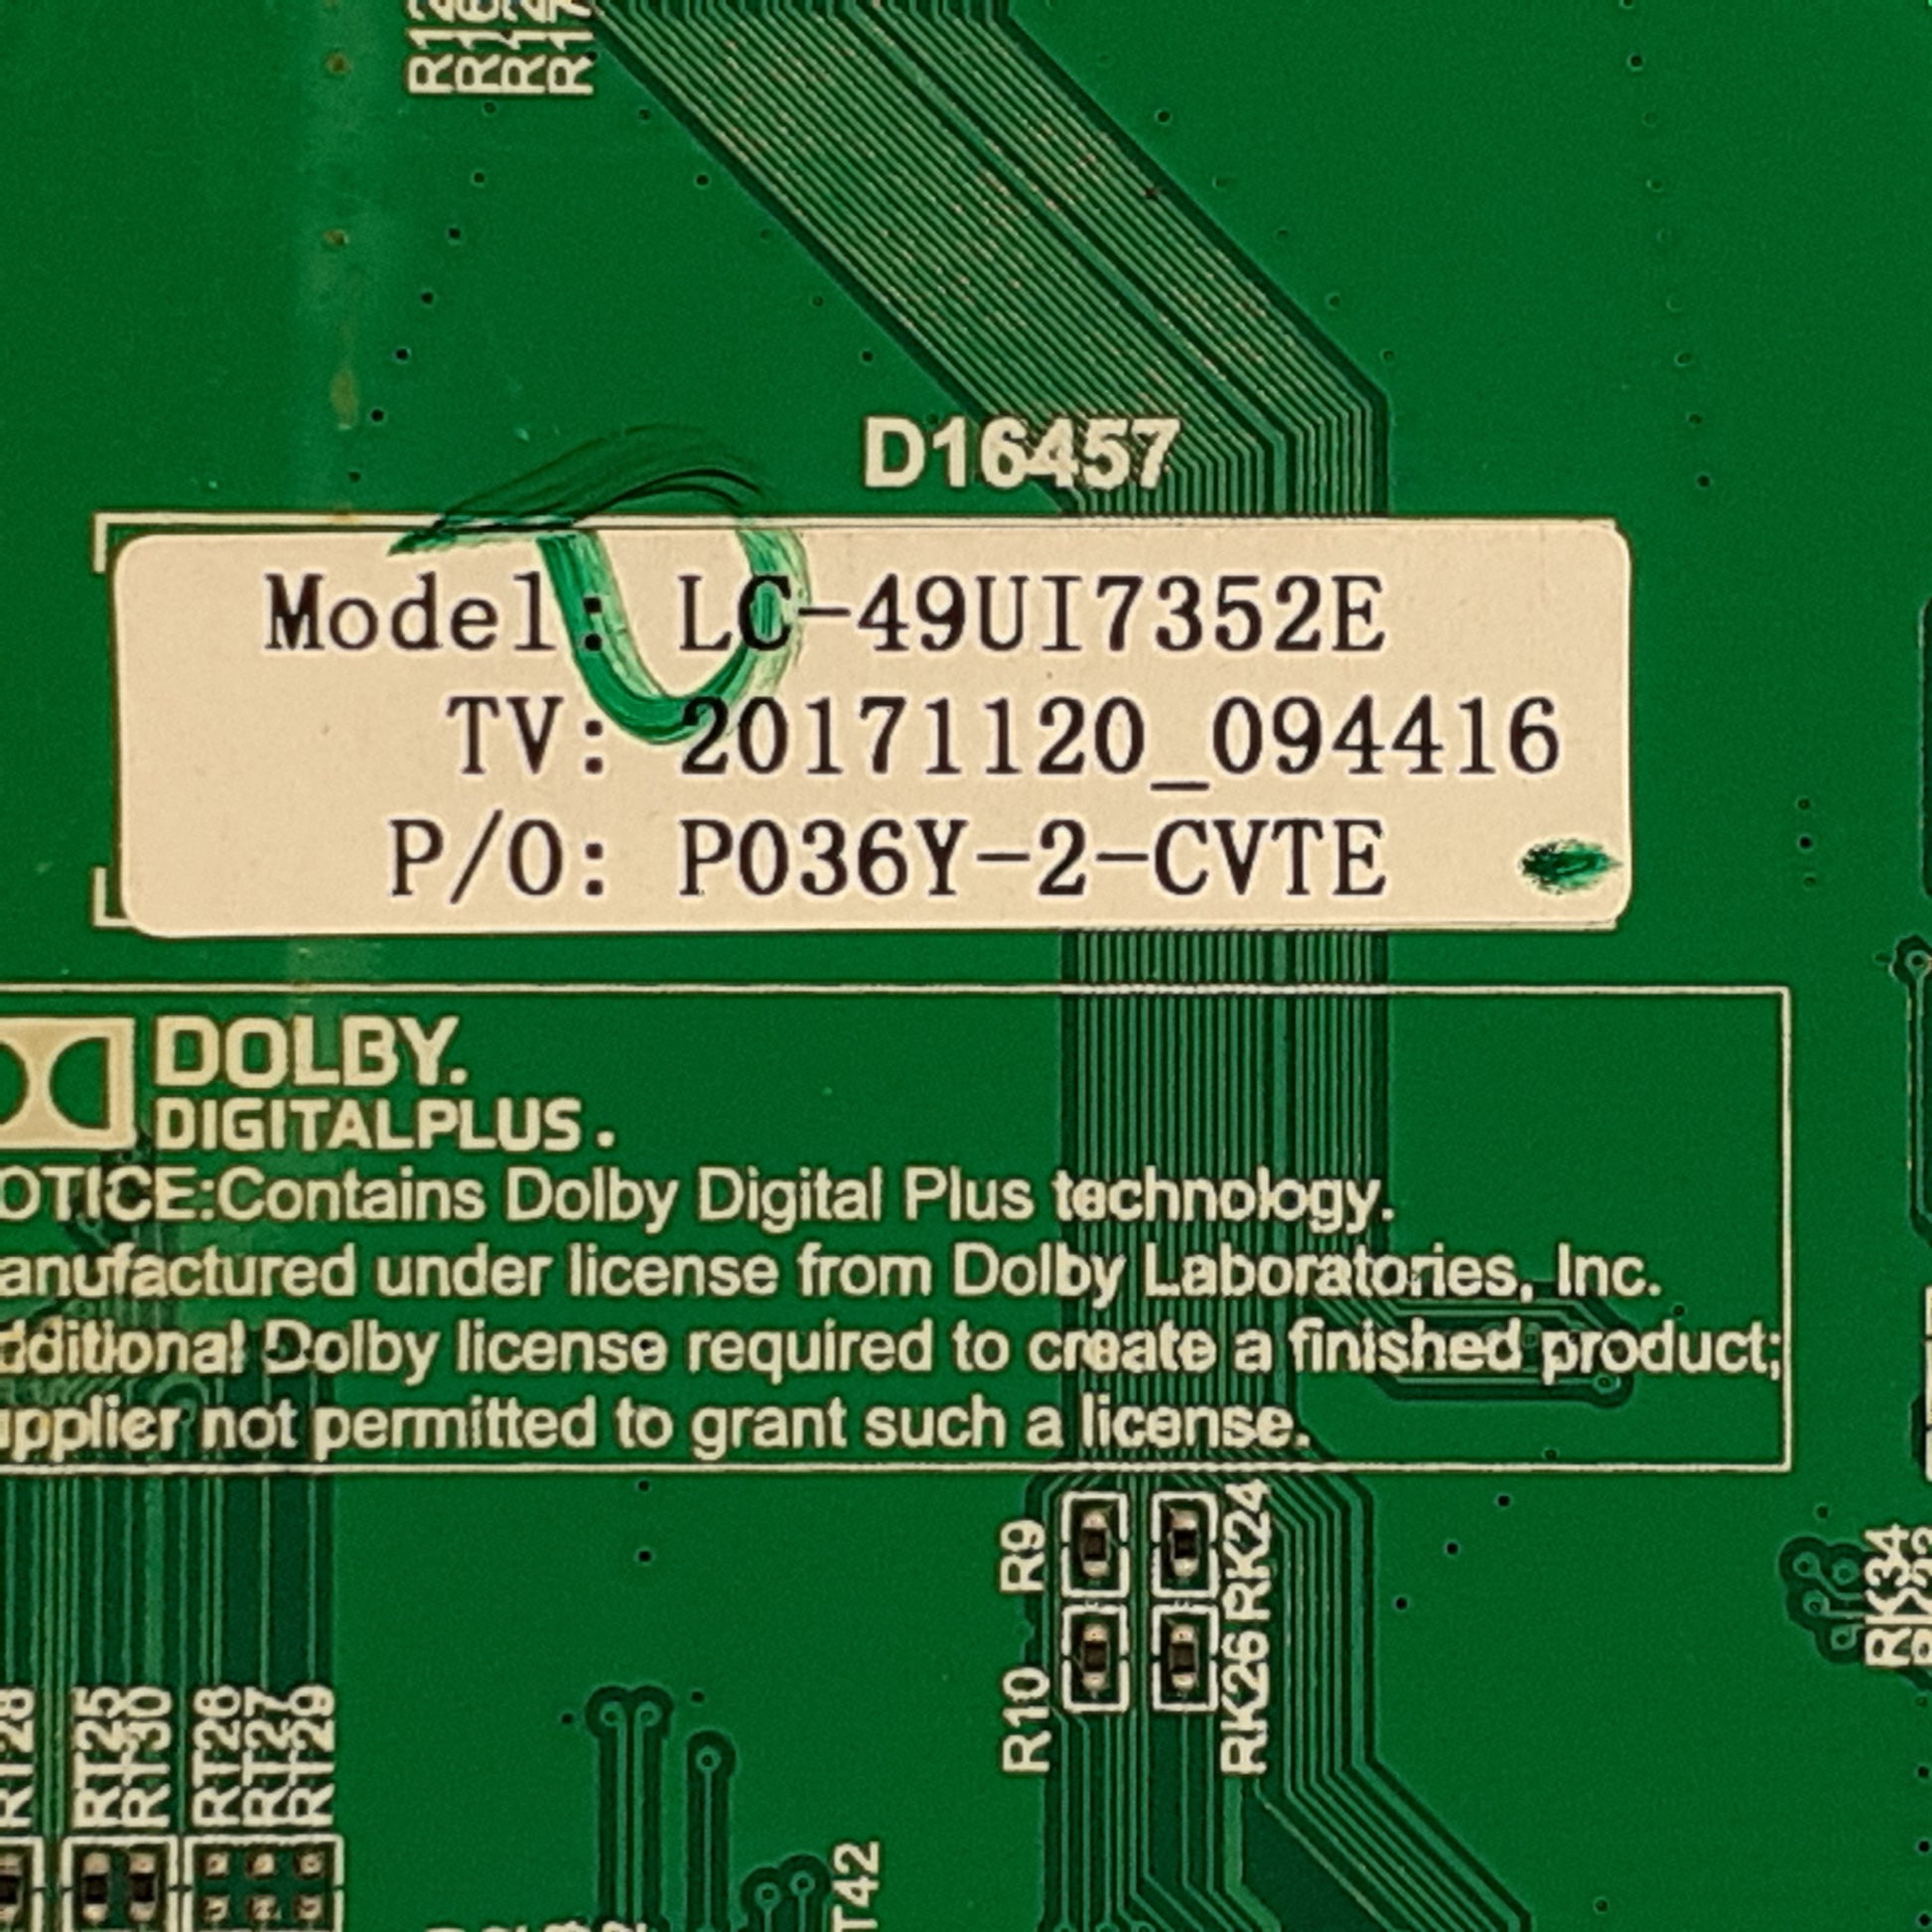 D16457
Model: LC-49UI7352E
TV: 20171120_094416
P/O: P036Y-2-CVTE
DOLBY.
DIGITALPLUS.
OTICE:Contains Dolby Digital Plus technology.
anufactured under license from Dolby Laboratories, Inc.
dditional Dolby license required to create a finished product;
upplier not permitted to grant such a license.
R9
RK24
R10
RK26
RK34
RT28
RT25
RT30
RT26
RT27
RT29
T42